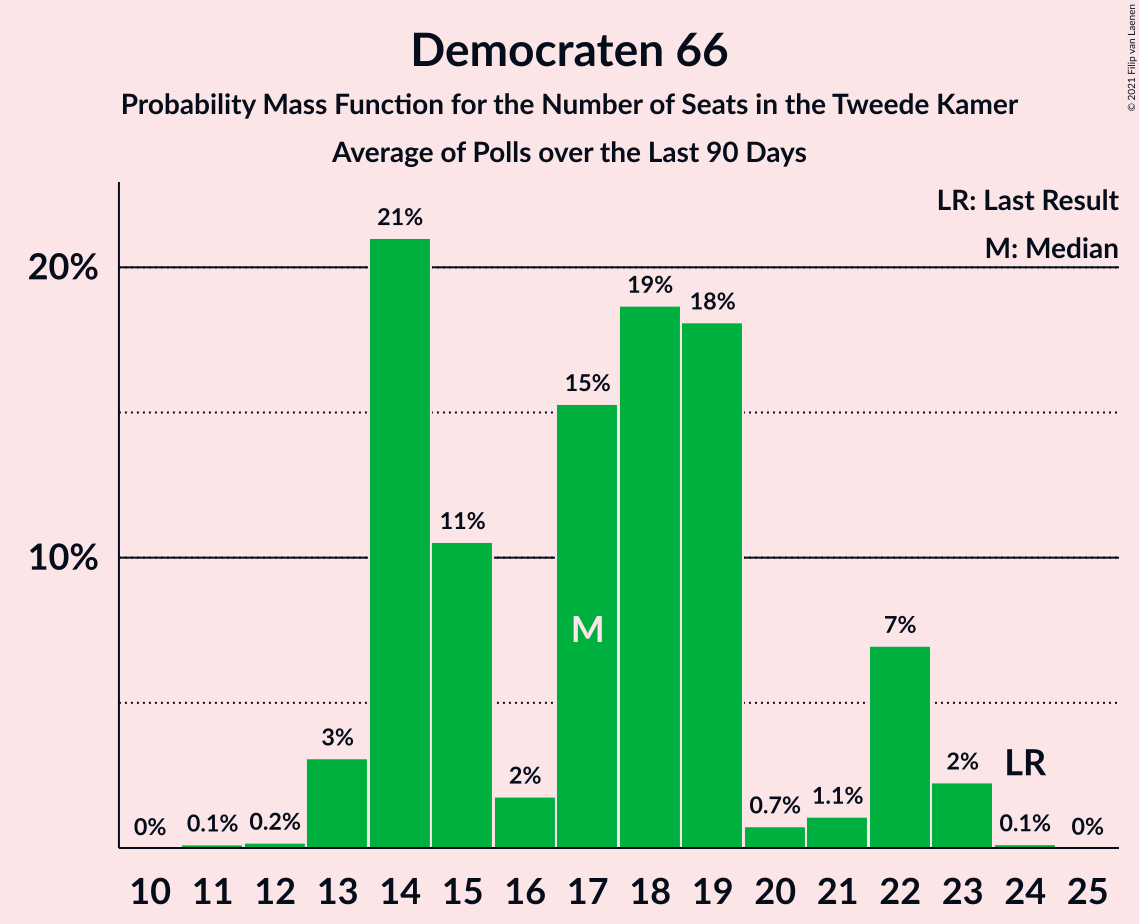 Democraten 66
Probability Mass Function for the Number of Seats in the Tweede Kamer
Average of Polls over the Last 90 Days
© 2021 Filip van Laenen
LR: Last Result
M: Median
20%
10%
0%
0.1%
0.2%
3%
21%
11%
2%
15%
19%
18%
0.7%
1.1%
7%
2%
0.1%
0%
M
LR
10 11 12 13 14 15 16 17 18 19 20 21 22 23 24 25